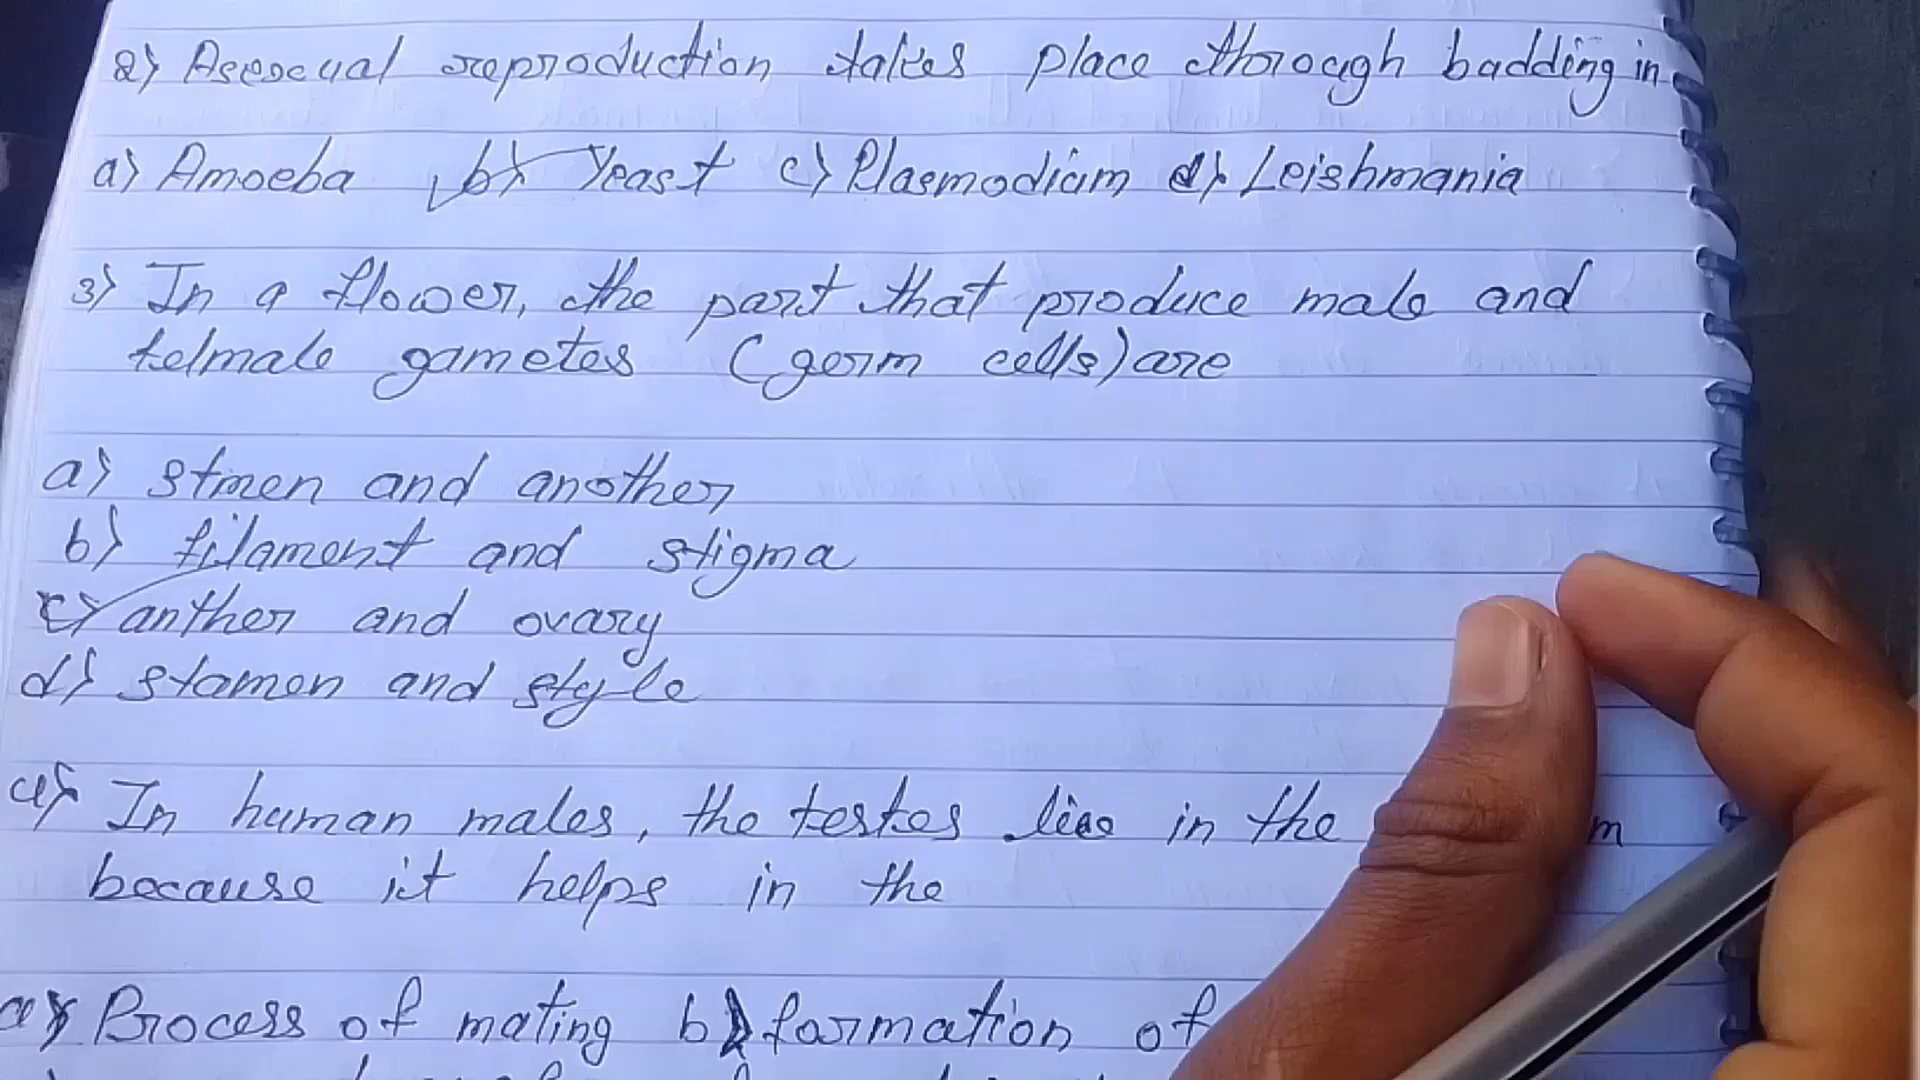 2) Asexual reproduction takes place through badding in
a) Amoeba b) Yeast c) Plasmodium d) Leishmania
3) In a flower, the part that produce male and
felmale gametes (germ cells) are
a) stmen and another
b) filament and stigma
c) anther and ovary
d) stamen and style
4) In human males, the testes lies in the m
because it helps in the
a) Process of mating b) formation of